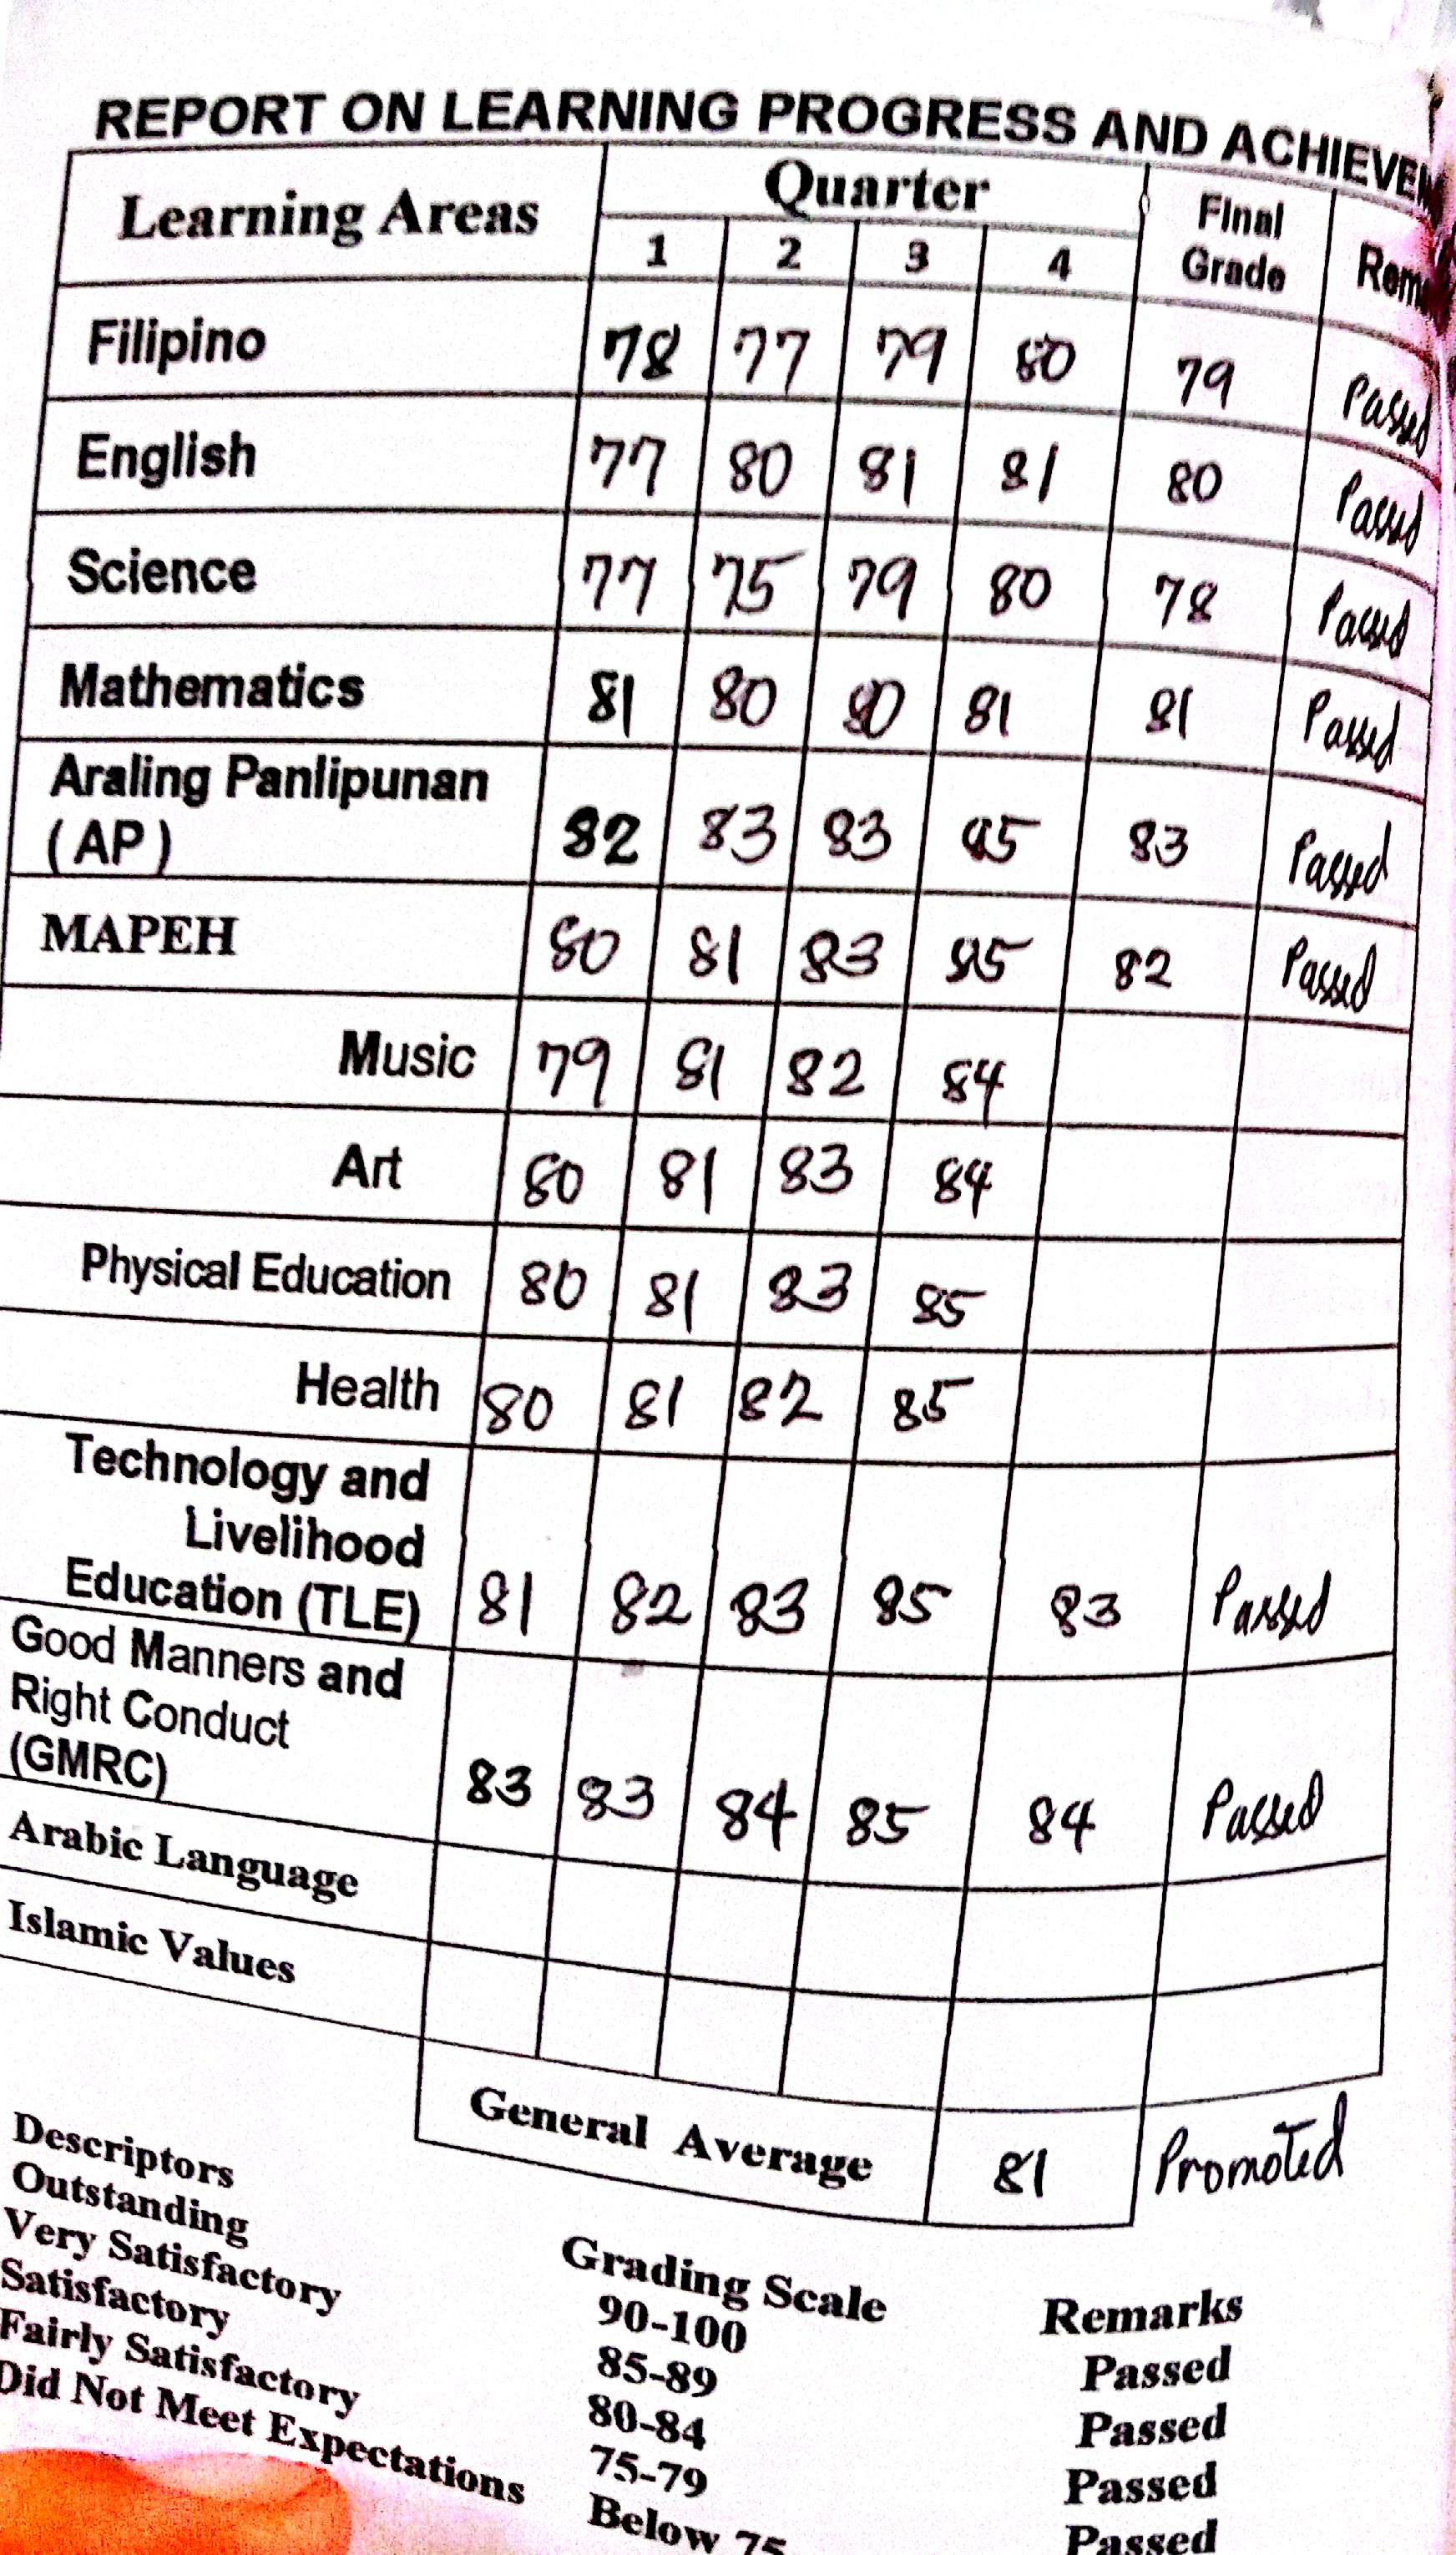 REPORT ON LEARNING PROGRESS AND
Learning Areas Quarter Final Grade
1 2 3 4
Filipino 78 77 79 80 79 Passed
English 77 80 81 81 80 Passed
Science 77 75 79 80 78 Passed
Mathematics 81 80 80 81 81 Passed
Araling Panlipunan
(AP) 82 83 83 85 83 Passed
MAPEH 80 81 83 85 82 Passed
Music 79 81 82 84
Art 80 81 83 84
Physical Education 80 81 83 85
Health 80 81 82 85
Technology and
Livelihood
Education (TLE) 81 82 83 85 83 Passed
Good Manners and
Right Conduct
(GMRC) 83 83 84 85 84 Passed
Arabic Language
Islamic Values
General Average 81 Promoted
Descriptors Grading Scale Remarks
Outstanding 90-100 Passed
Very Satisfactory 85-89 Passed
Satisfactory 80-84 Passed
Fairly Satisfactory 75-79 Passed
Did Not Meet Expectations Below 75